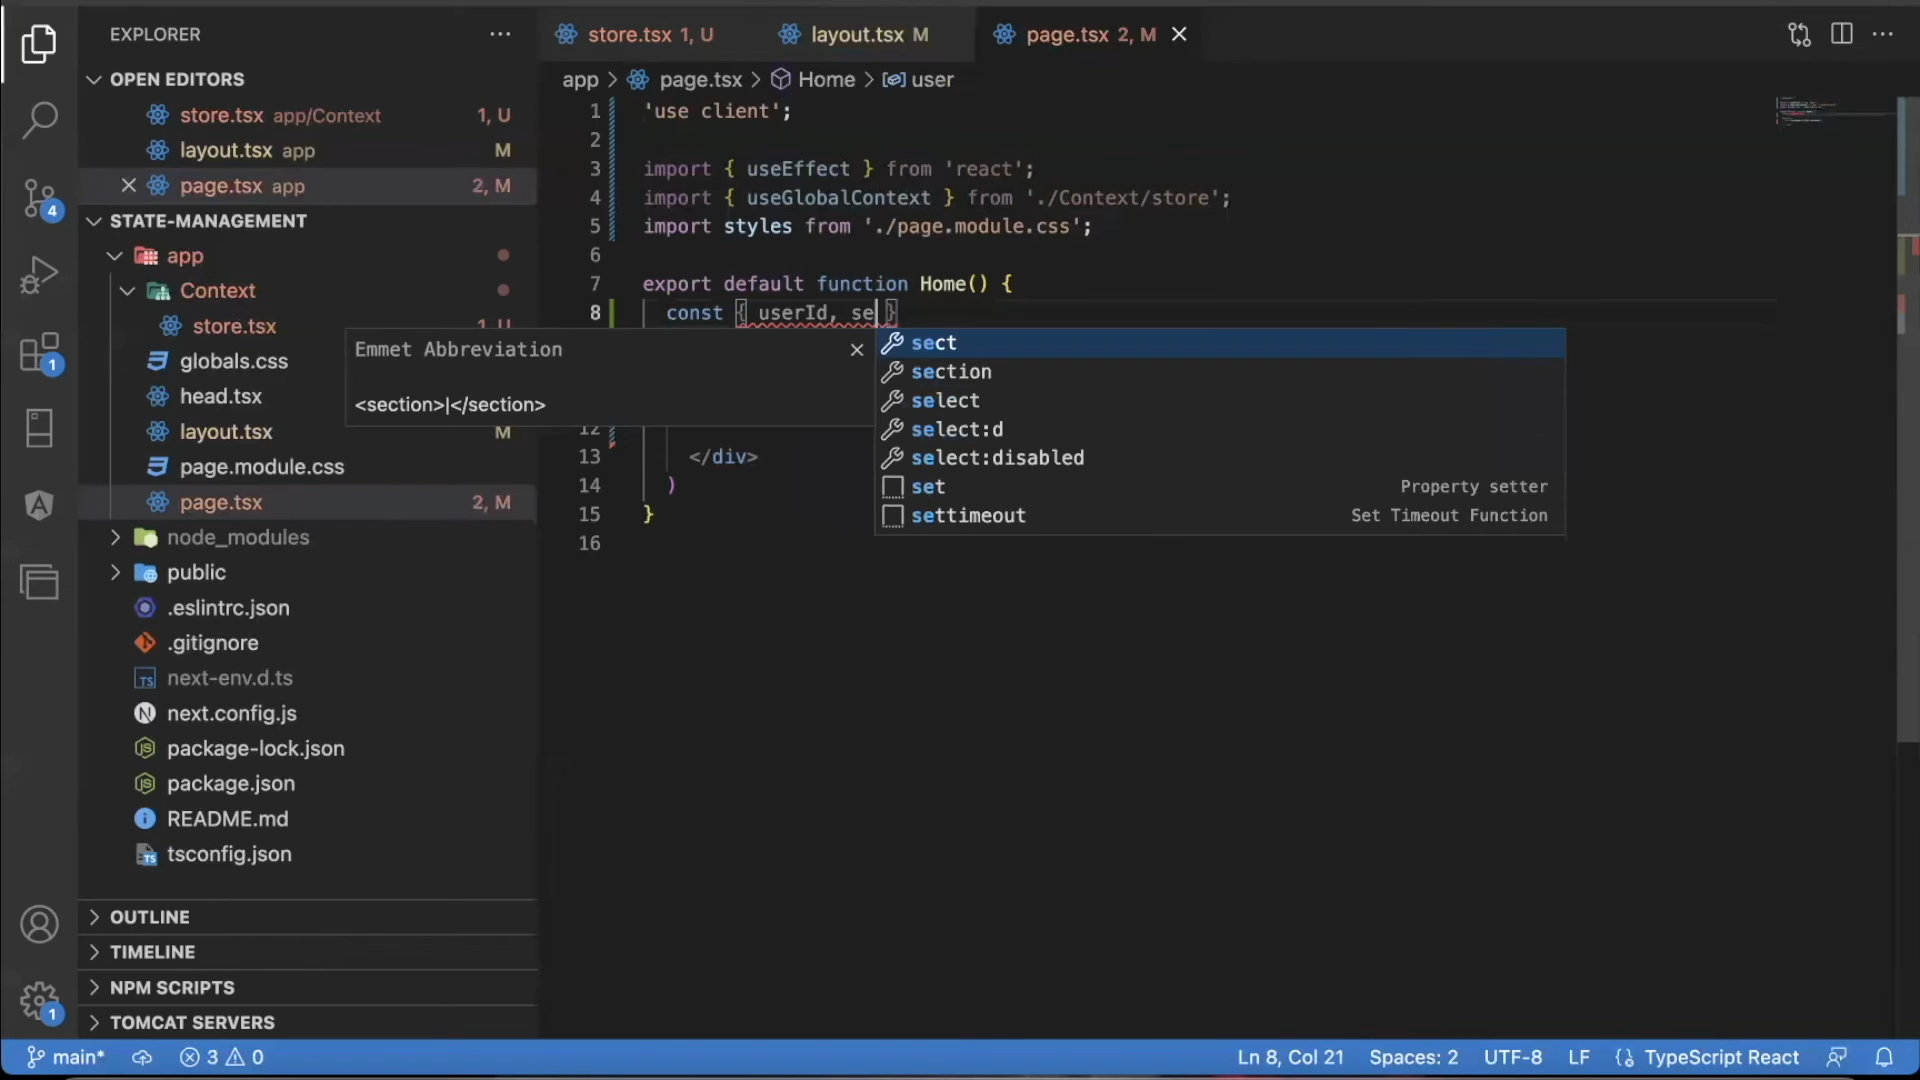 EXPLORER
OPEN EDITORS
store.tsx app/Context 1, U
layout.tsx app M
page.tsx app 2, M
STATE-MANAGEMENT
app
Context
store.tsx 1, U
globals.css
head.tsx
layout.tsx M
page.module.css
page.tsx 2, M
node_modules
public
.eslintrc.json
.gitignore
next-env.d.ts
next.config.js
package-lock.json
package.json
README.md
tsconfig.json
OUTLINE
TIMELINE
NPM SCRIPTS
TOMCAT SERVERS
4
1
1
store.tsx 1, U
layout.tsx M
page.tsx 2, M
app > page.tsx > Home > user
1 'use client';
2
3 import { useEffect } from 'react';
4 import { useGlobalContext } from './Context/store';
5 import styles from './page.module.css';
6
7 export default function Home() {
8 const { userId, se }
12
13 </div>
14 )
15 }
16
Emmet Abbreviation
<section>|</section>
sect
section
select
select:d
select:disabled
set Property setter
settimeout Set Timeout Function
main* 3 0
Ln 8, Col 21 Spaces: 2 UTF-8 LF TypeScript React